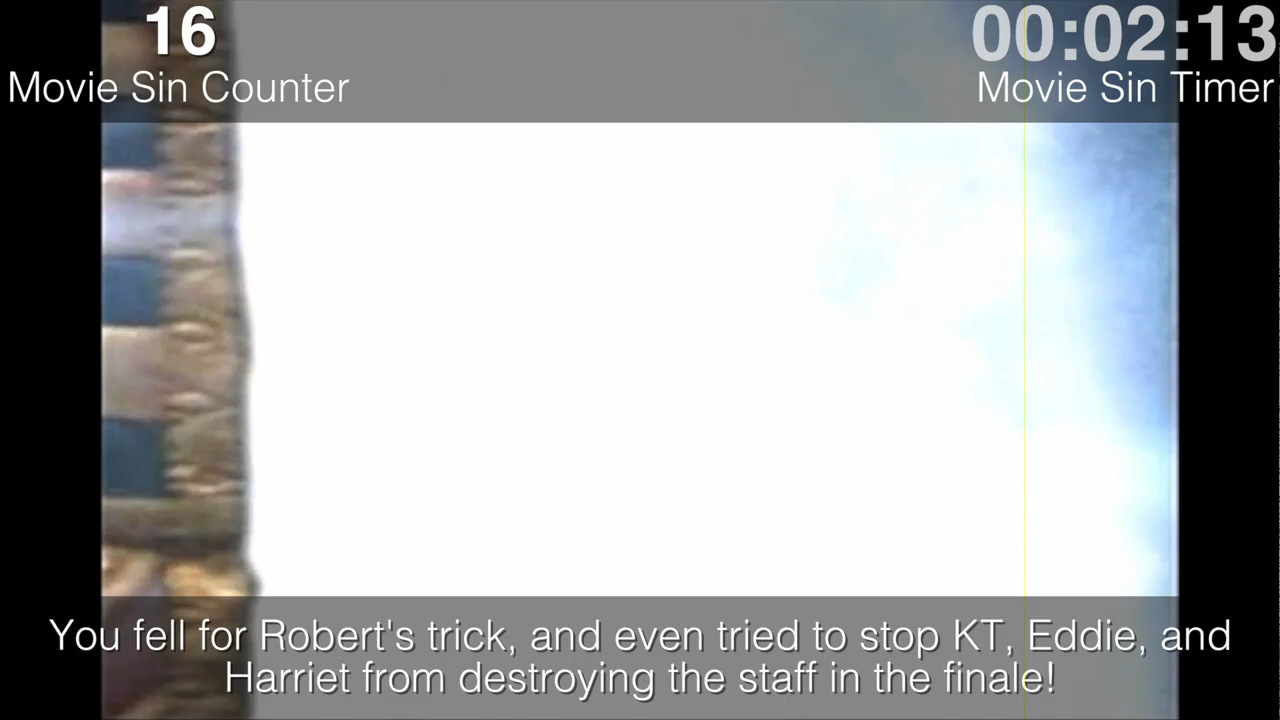 16
Movie Sin Counter
00:02:13
Movie Sin Timer
You fell for Robert's trick, and even tried to stop KT, Eddie, and
Harriet from destroying the staff in the finale!